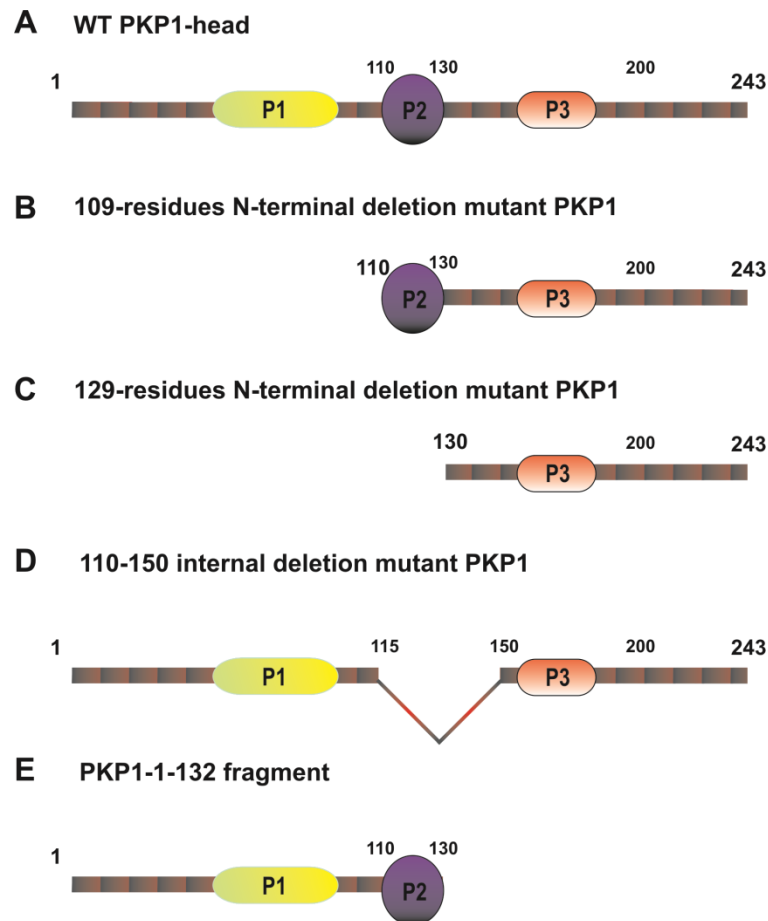 A WT PKP1-head
1 110 130 200 243
P1 P2 P3
B 109-residues N-terminal deletion mutant PKP1
110 130 200 243
P2 P3
C 129-residues N-terminal deletion mutant PKP1
130 200 243
P3
D 110-150 internal deletion mutant PKP1
1 115 150 200 243
P1 P3
E PKP1-1-132 fragment
1 110 130
P1 P2